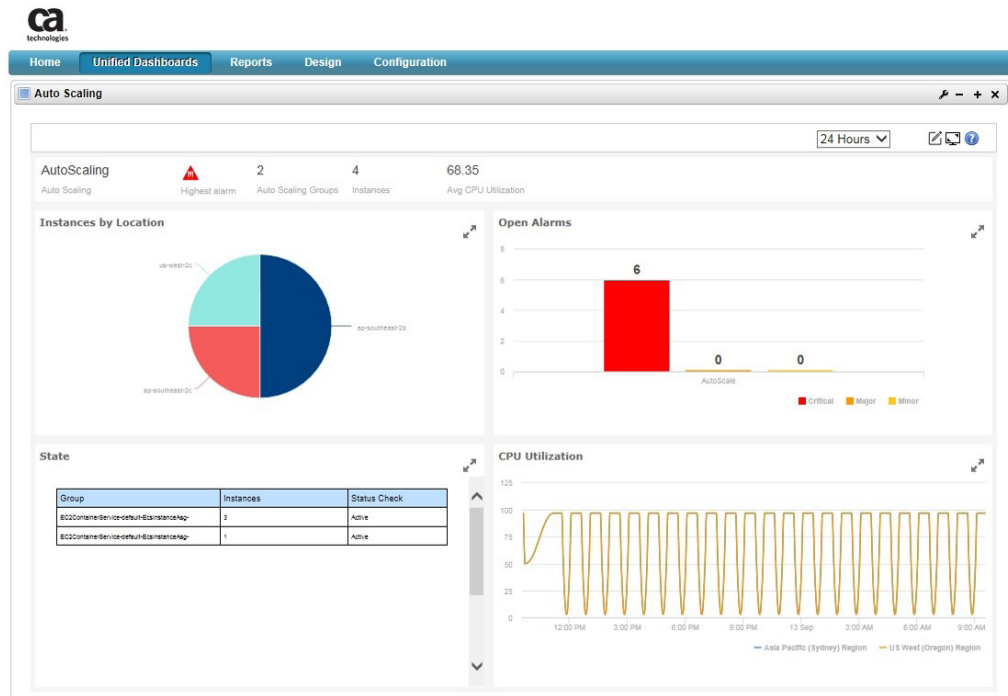 ca
technologies
Home Unified Dashboards Reports Design Configuration
Auto Scaling
24 Hours
AutoScaling 2 4 68.35
Auto Scaling Highest alarm Auto Scaling Groups Instances Avg CPU Utilization
Instances by Location
us-west-2c
ap-southeast-2b
ap-southeast-2c
Open Alarms
8
6
4
2
0
6
0
0
AutoScale
Critical Major Minor
State
Group Instances Status Check
EC2ContainerService-default-EcsInstanceAsg- 3 Active
EC2ContainerService-default-EcsInstanceAsg- 1 Active
CPU Utilization
125
100
75
50
25
0
12:00 PM 3:00 PM 6:00 PM 9:00 PM 13 Sep 3:00 AM 6:00 AM 9:00 AM
Asia Pacific (Sydney) Region US West (Oregon) Region